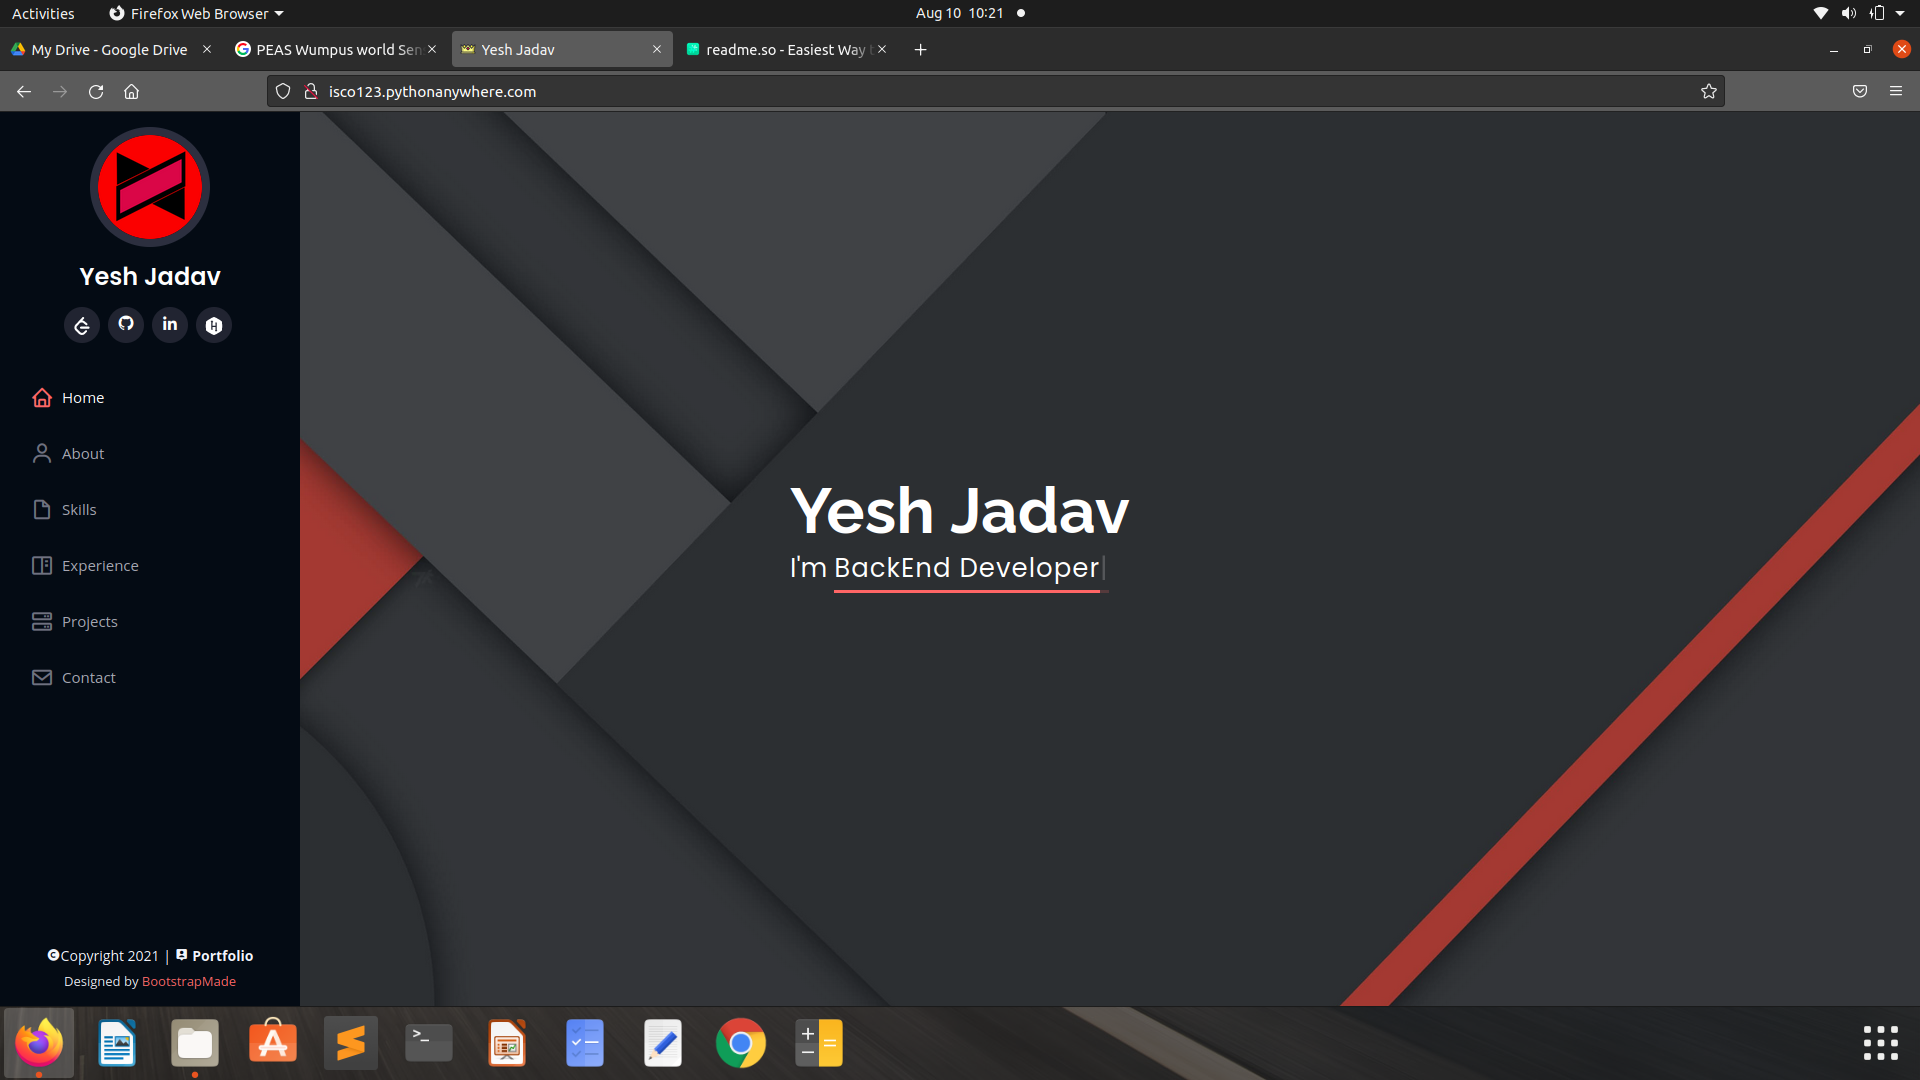 Activities
Firefox Web Browser
Aug 10 10:21
My Drive - Google Drive
PEAS Wumpus world Sen
Yesh Jadav
readme.so - Easiest Way
isco123.pythonanywhere.com
Yesh Jadav
in
Home
About
Skills
Experience
Projects
Contact
Copyright 2021 | Portfolio
Designed by BootstrapMade
Yesh Jadav
I'm BackEnd Developer|